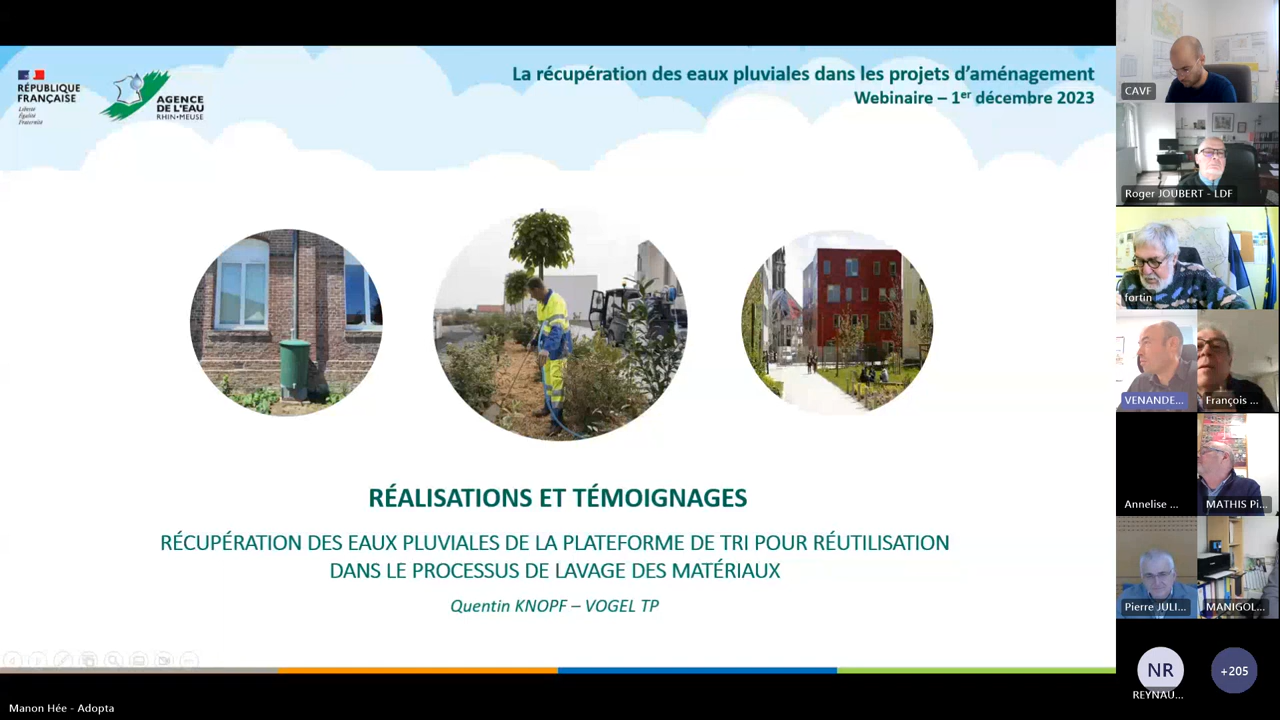 RÉPUBLIQUE
FRANÇAISE
Liberté
Égalité
Fraternité
AGENCE
DE L'EAU
RHIN•MEUSE
La récupération des eaux pluviales dans les projets d'aménagement
Webinaire – 1er décembre 2023
RÉALISATIONS ET TÉMOIGNAGES
RÉCUPÉRATION DES EAUX PLUVIALES DE LA PLATEFORME DE TRI POUR RÉUTILISATION
DANS LE PROCESSUS DE LAVAGE DES MATÉRIAUX
Quentin KNOPF – VOGEL TP
Manon Hée - Adopta
CAVF
Roger JOUBERT - LDF
fortin
VENANDE...
François ...
Annelise ...
MATHIS Pi...
Pierre JULI...
MANIGOL...
NR
REYNAU...
+205